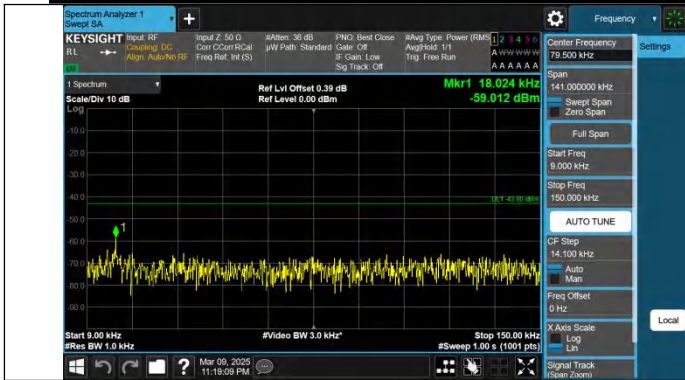 Spectrum Analyzer 1
Swept SA
Frequency
KEYSIGHT
RL
Input: RF
Coupling: DC
Align: Auto/No RF
Input Z: 50 Ω
Corr CCorr RCal
Freq Ref: Int (S)
#Atten: 36 dB
µW Path: Standard
PNO: Best Close
Gate: Off
IF Gain: Low
Sig Track: Off
#Avg Type: Power (RMS
Avg|Hold: 1/1
Trig: Free Run
1 2 3 4 5 6
A W W W W W
A A A A A A
1 Spectrum
Scale/Div 10 dB
Log
Ref Lvl Offset 0.39 dB
Ref Level 0.00 dBm
Mkr1 18.024 kHz
-59.012 dBm
-10.0
-20.0
-30.0
-40.0
-50.0
-60.0
-70.0
-80.0
-90.0
DL1 -43.00 dBm
1
Start 9.00 kHz
#Res BW 1.0 kHz
#Video BW 3.0 kHz*
Stop 150.00 kHz
#Sweep 1.00 s (1001 pts)
Mar 09, 2025
11:19:09 PM
Center Frequency
79.500 kHz
Span
141.000000 kHz
Swept Span
Zero Span
Full Span
Start Freq
9.000 kHz
Stop Freq
150.000 kHz
AUTO TUNE
CF Step
14.100 kHz
Auto
Man
Freq Offset
0 Hz
X Axis Scale
Log
Lin
Signal Track
(Span Zoom)
Settings
Local